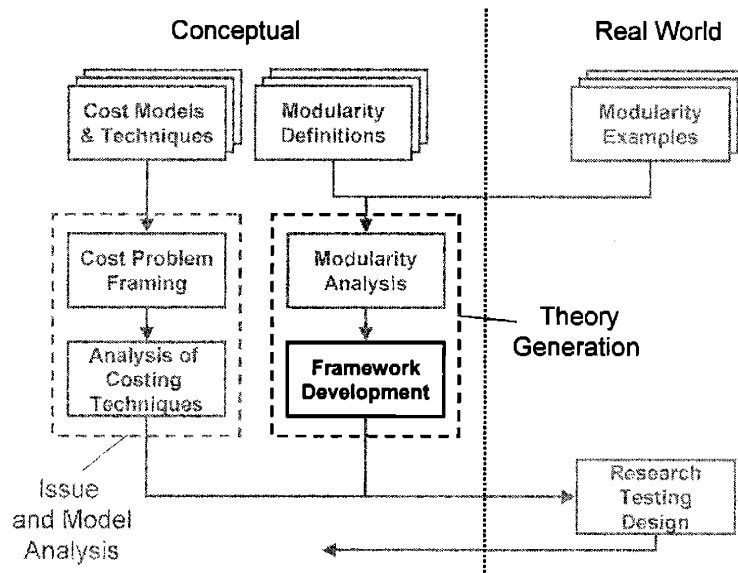 Conceptual
Real World
Cost Models
& Techniques
Modularity
Definitions
Modularity
Examples
Cost Problem
Framing
Modularity
Analysis
Analysis of
Costing
Techniques
Framework
Development
Theory
Generation
Issue
and Model
Analysis
Research
Testing
Design